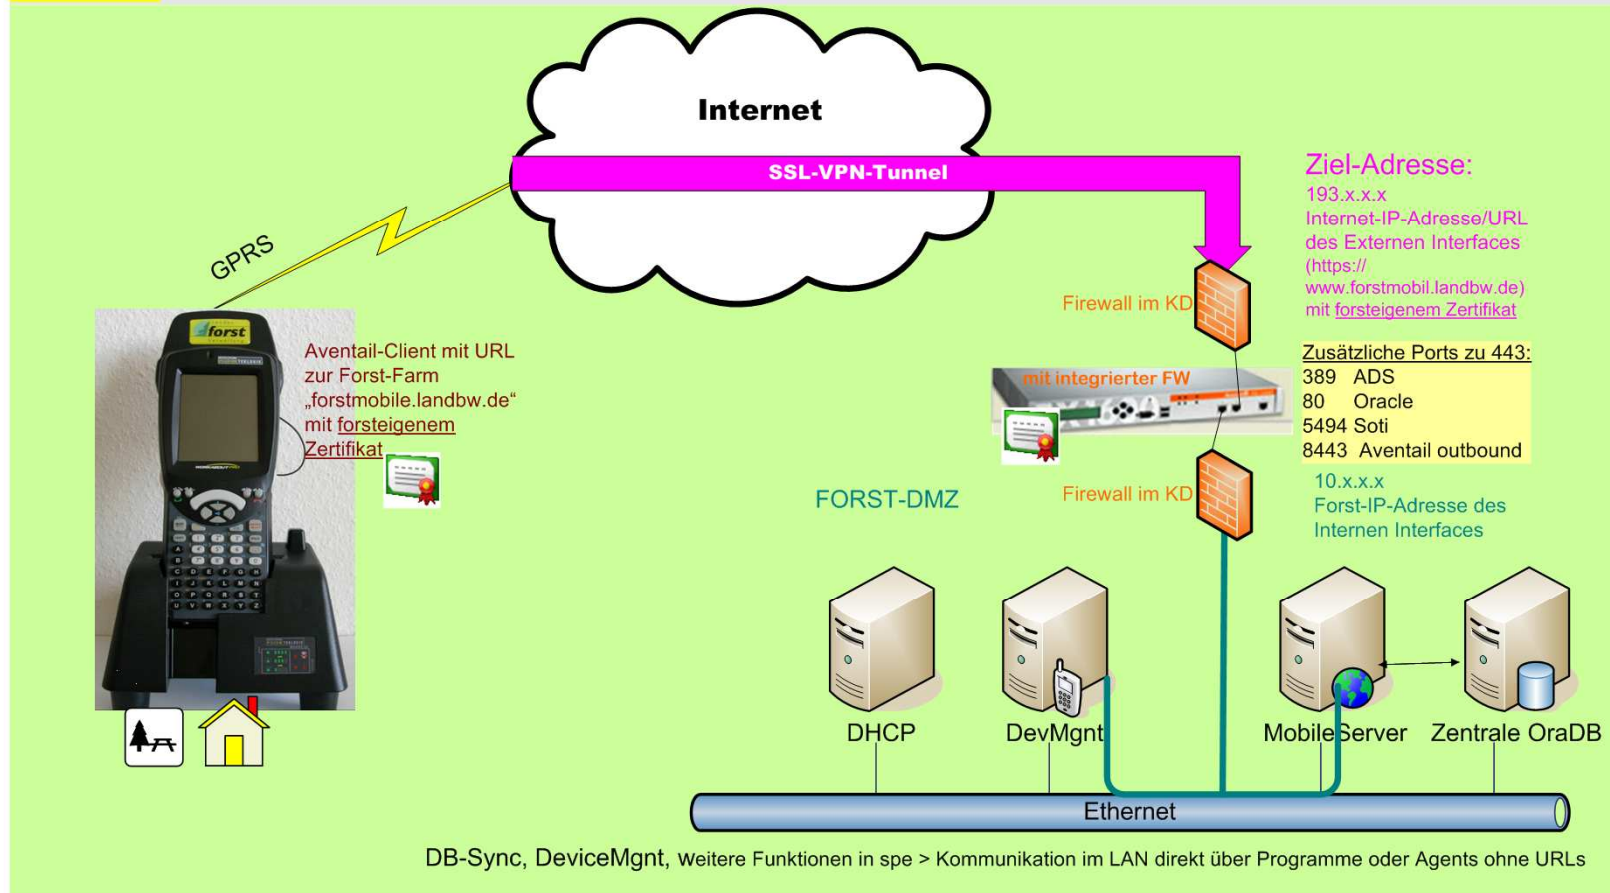 Internet
SSL-VPN-Tunnel
Ziel-Adresse:
193.x.x.x
Internet-IP-Adresse/URL
des Externen Interfaces
(https://
www.forstmobil.landbw.de)
mit forsteigenem Zertifikat
GPRS
Firewall im KD
forst
Aventail-Client mit URL
zur Forst-Farm
„forstmobile.landbw.de“
mit forsteigenem
Zertifikat
mit integrierter FW
Zusätzliche Ports zu 443:
389 ADS
80 Oracle
5494 Soti
8443 Aventail outbound
10.x.x.x
Forst-IP-Adresse des
Internen Interfaces
FORST-DMZ
Firewall im KD
A
B
C D E F G H
I J K L M N
O P Q R S T
U V W X Y Z
DHCP
DevMgnt
MobileServer
Zentrale OraDB
Ethernet
DB-Sync, DeviceMgnt, weitere Funktionen in spe > Kommunikation im LAN direkt über Programme oder Agents ohne URLs